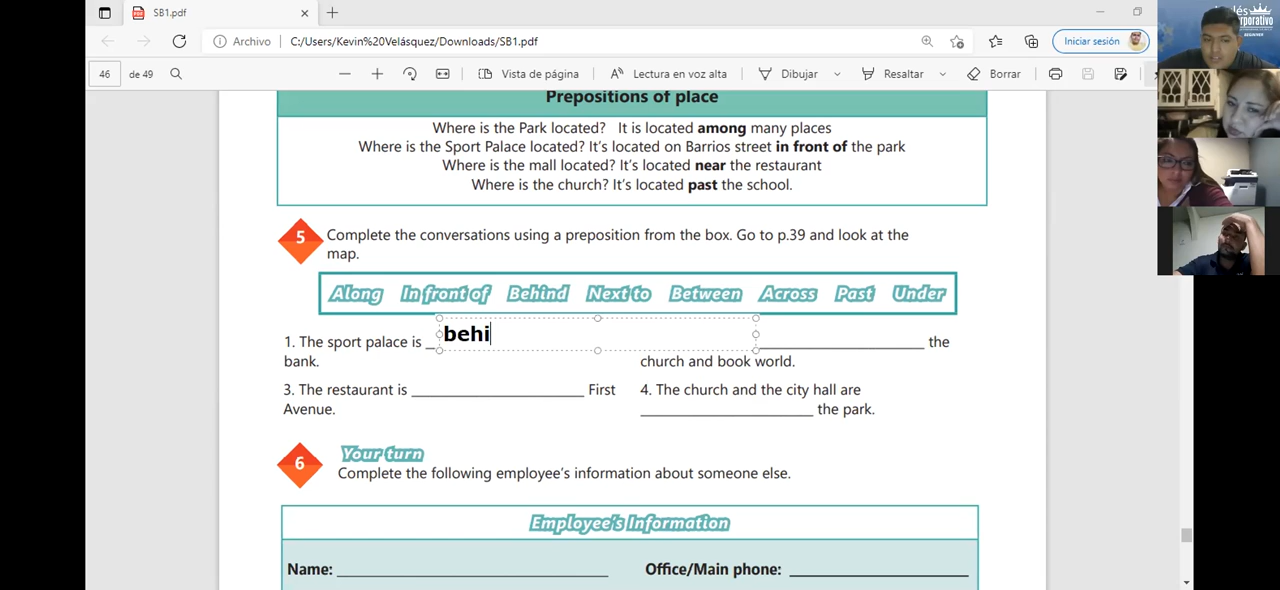 SB1.pdf
Archivo C:/Users/Kevin%20Velásquez/Downloads/SB1.pdf
Iniciar sesión
46 de 49
Vista de página
Lectura en voz alta
Dibujar
Resaltar
Borrar
Prepositions of place
Where is the Park located? It is located among many places
Where is the Sport Palace located? It's located on Barrios street in front of the park
Where is the mall located? It's located near the restaurant
Where is the church? It's located past the school.
5 Complete the conversations using a preposition from the box. Go to p.39 and look at the
map.
Along In front of Behind Next to Between Across Past Under
1. The sport palace is _ behi
bank.
____________________ the
church and book world.
3. The restaurant is ____________________ First
Avenue.
4. The church and the city hall are
____________________ the park.
6 Your turn
Complete the following employee's information about someone else.
Employee's Information
Name: ____________________ Office/Main phone: ____________________